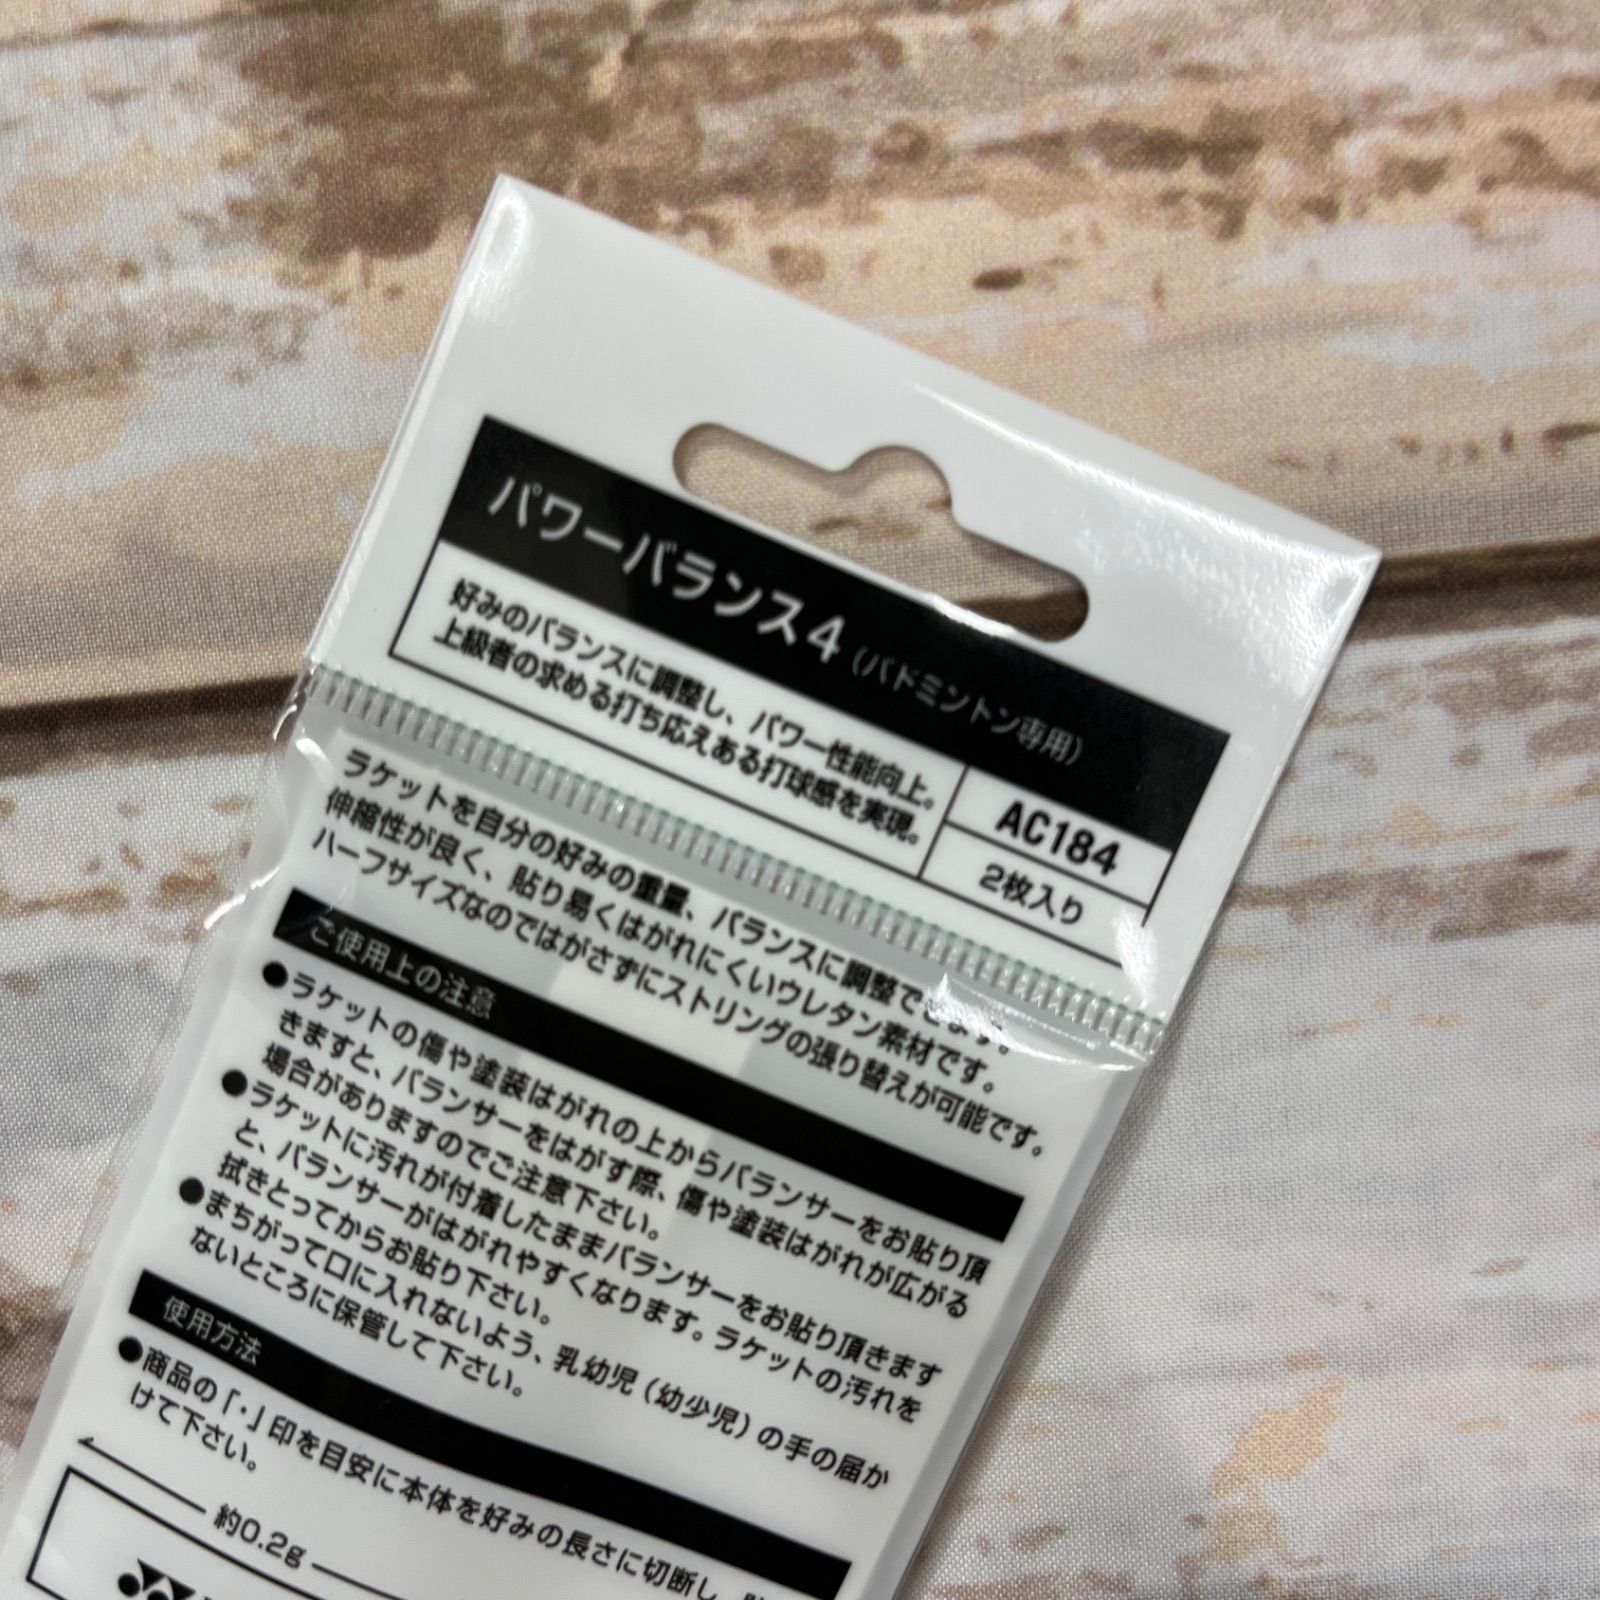 パワーバランス4（バドミントン専用）
好みのバランスに調整し、パワー性能向上。
上級者の求める打ち応えある打球感を実現。
AC184
2枚入り
ラケットを自分の好みの重量、バランスに調整できます。
伸縮性が良く、貼り易くはがれにくいウレタン素材です。
ハーフサイズなのではがさずにストリングの張り替えが可能です。
ご使用上の注意
●ラケットの傷や塗装はがれの上からバランサーをお貼り頂
きますと、バランサーをはがす際、傷や塗装はがれが広がる
場合がありますのでご注意下さい。
●ラケットに汚れが付着したままバランサーをお貼り頂きます
と、バランサーがはがれやすくなります。ラケットの汚れを
拭きとってからお貼り下さい。
●まちがって口に入れないよう、乳幼児（幼少児）の手の届か
ないところに保管して下さい。
使用方法
●商品の「・」印を目安に本体を好みの長さに切断し、
けて下さい。
約0.2g